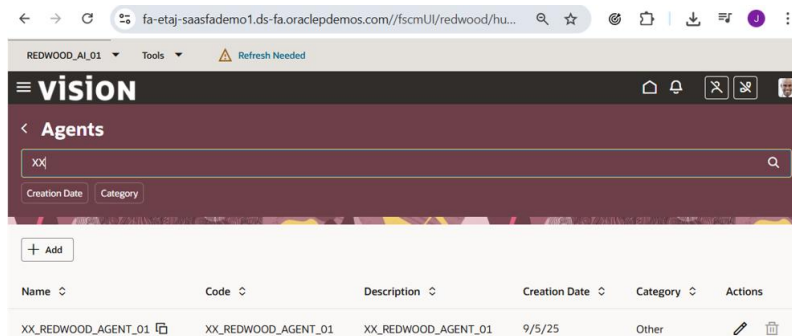 fa-etaj-saasfademo1.ds-fa.oraclepdemos.com//fscmUI/redwood/hu...
J
REDWOOD_AI_01 Tools Refresh Needed
vision
Agents
XX
Creation Date Category
+ Add
Name Code Description Creation Date Category Actions
XX_REDWOOD_AGENT_01 XX_REDWOOD_AGENT_01 XX_REDWOOD_AGENT_01 9/5/25 Other